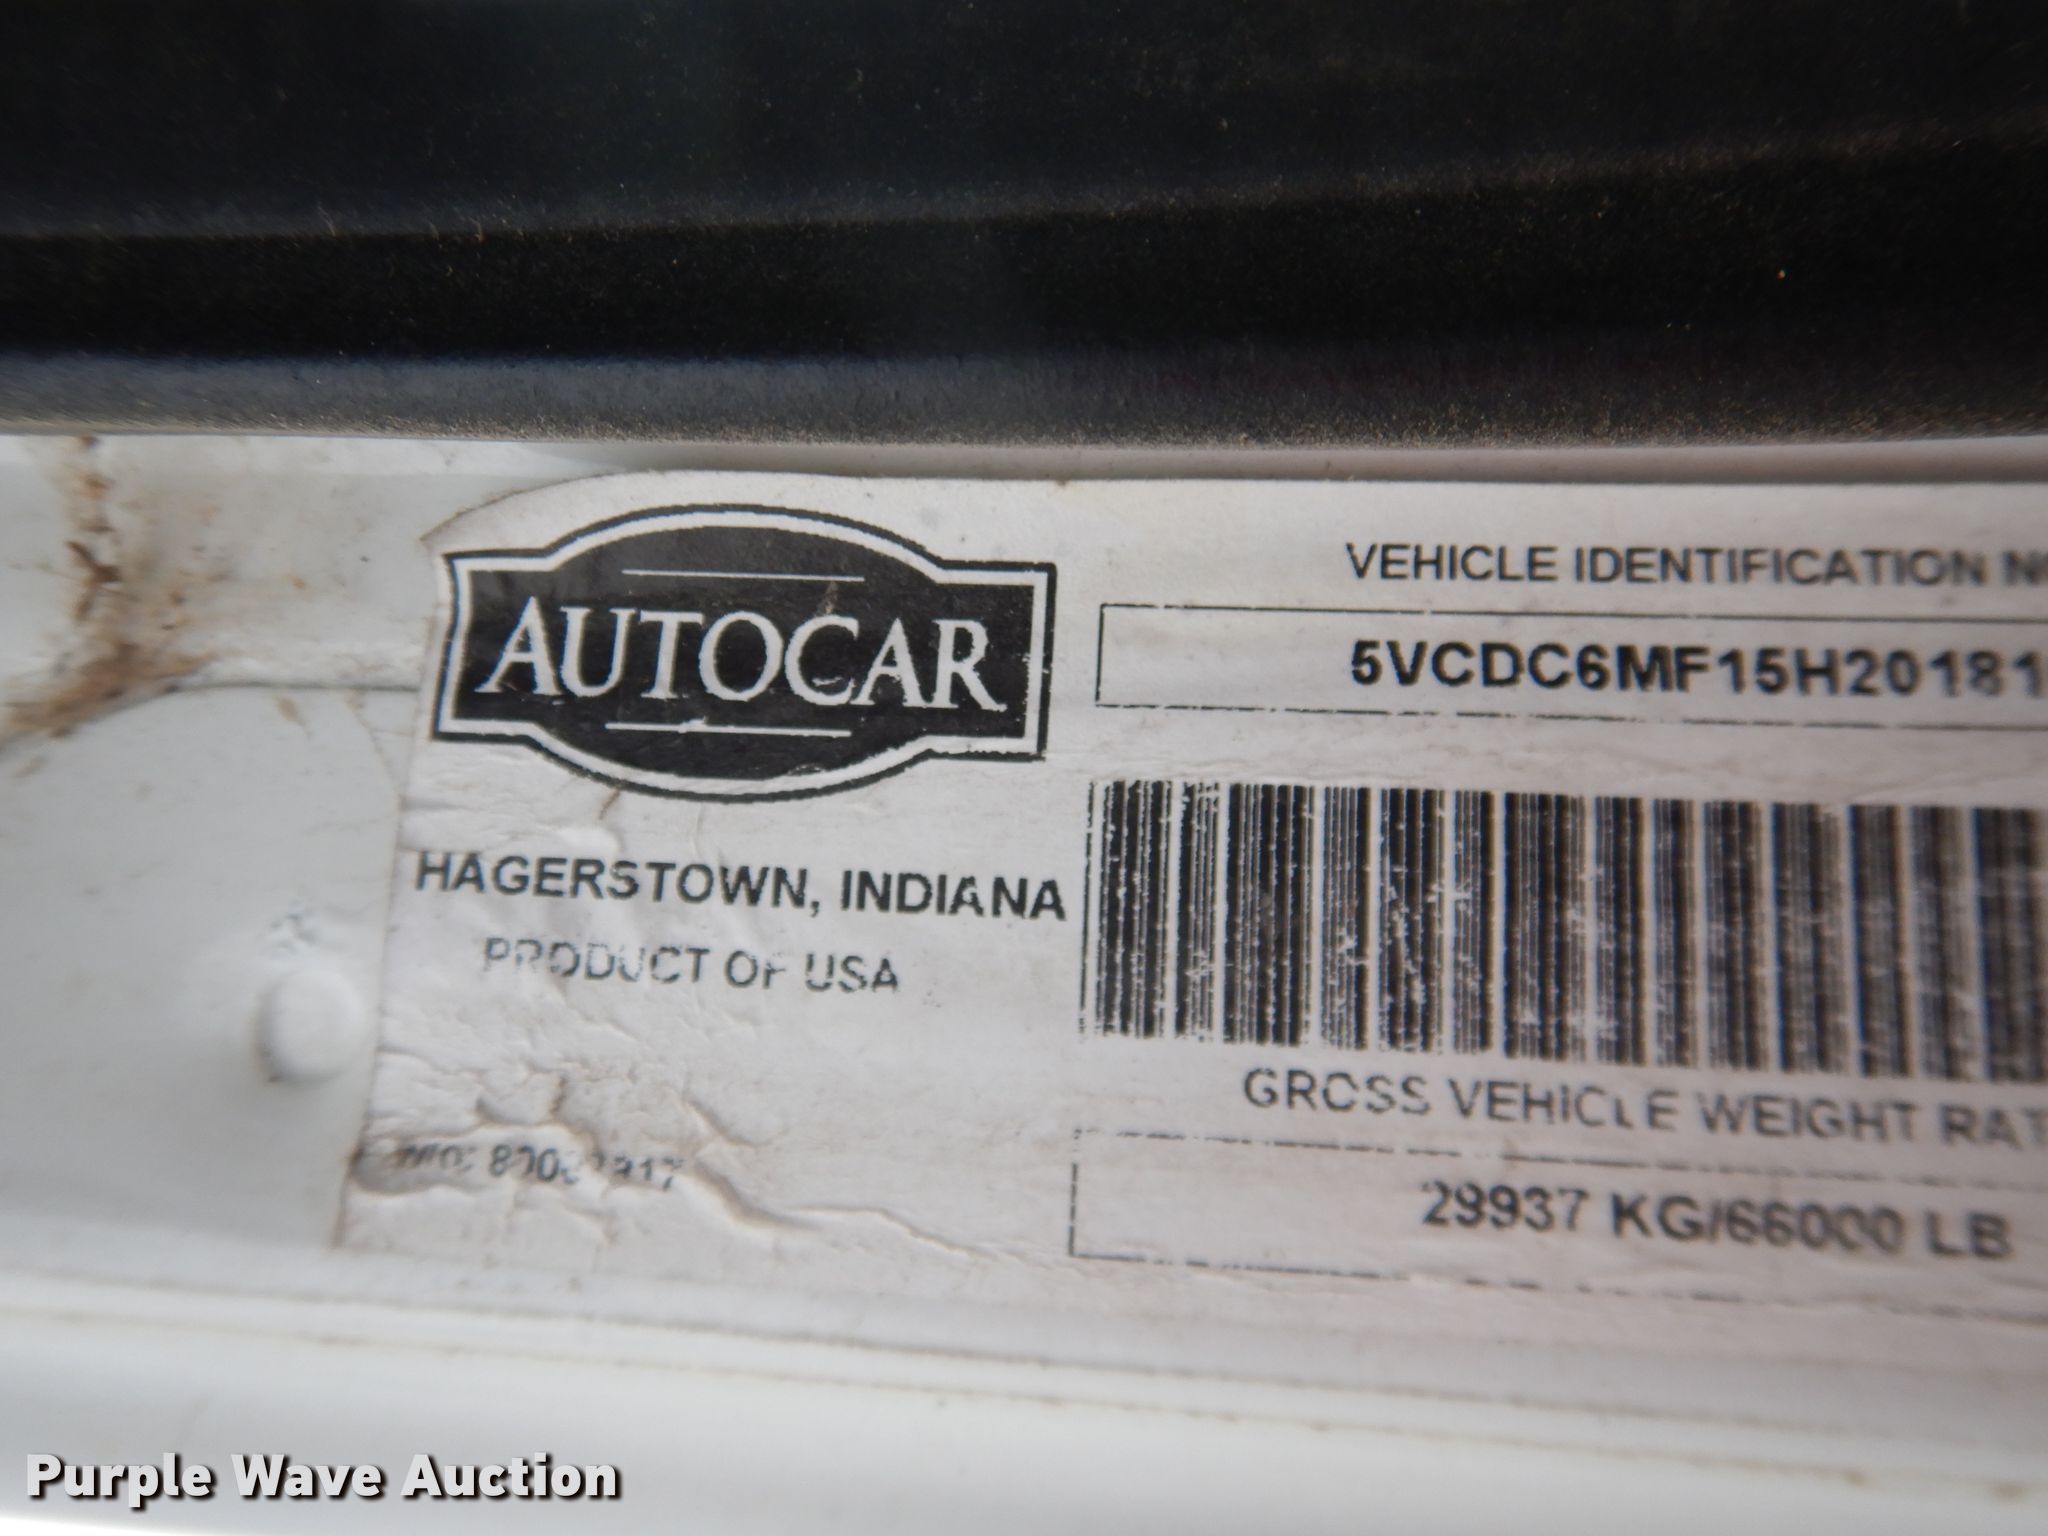 AUTOCAR
VEHICLE IDENTIFICATION
5VCDC6MF15H20181
HAGERSTOWN, INDIANA
PRODUCT OF USA
GROSS VEHICLE WEIGHT
29937 KG/66000 LB
Purple Wave Auction